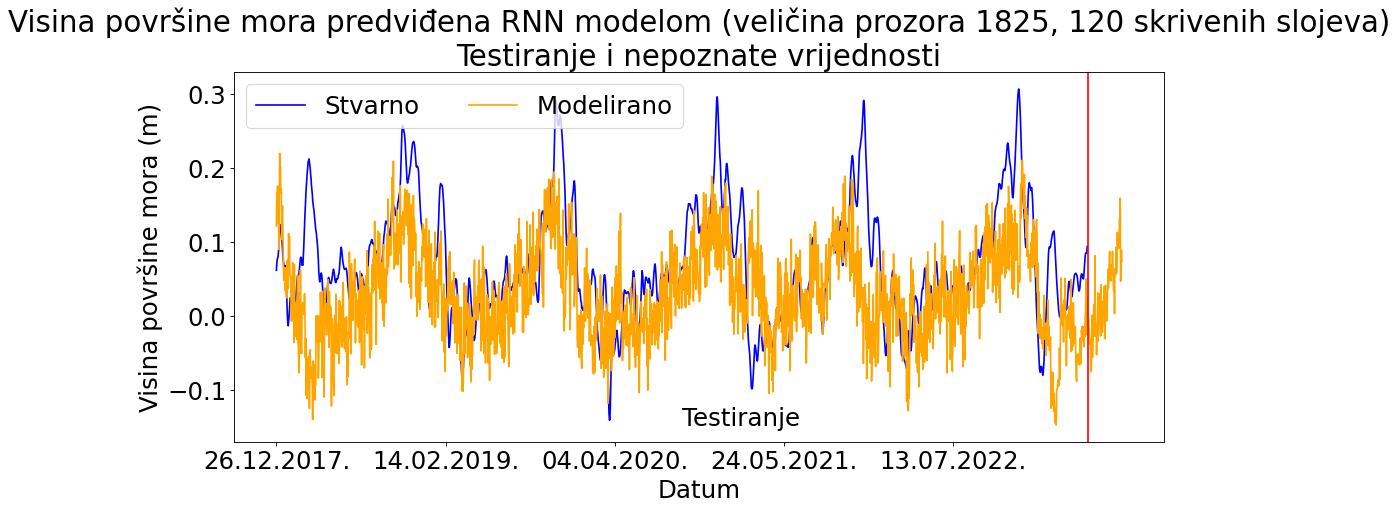 Visina površine mora predviđena RNN modelom (veličina prozora 1825, 120 skrivenih slojeva)
Testiranje i nepoznate vrijednosti
Stvarno Modelirano
Visina površine mora (m)
0.3
0.2
0.1
0.0
−0.1
Testiranje
26.12.2017. 14.02.2019. 04.04.2020. 24.05.2021. 13.07.2022.
Datum